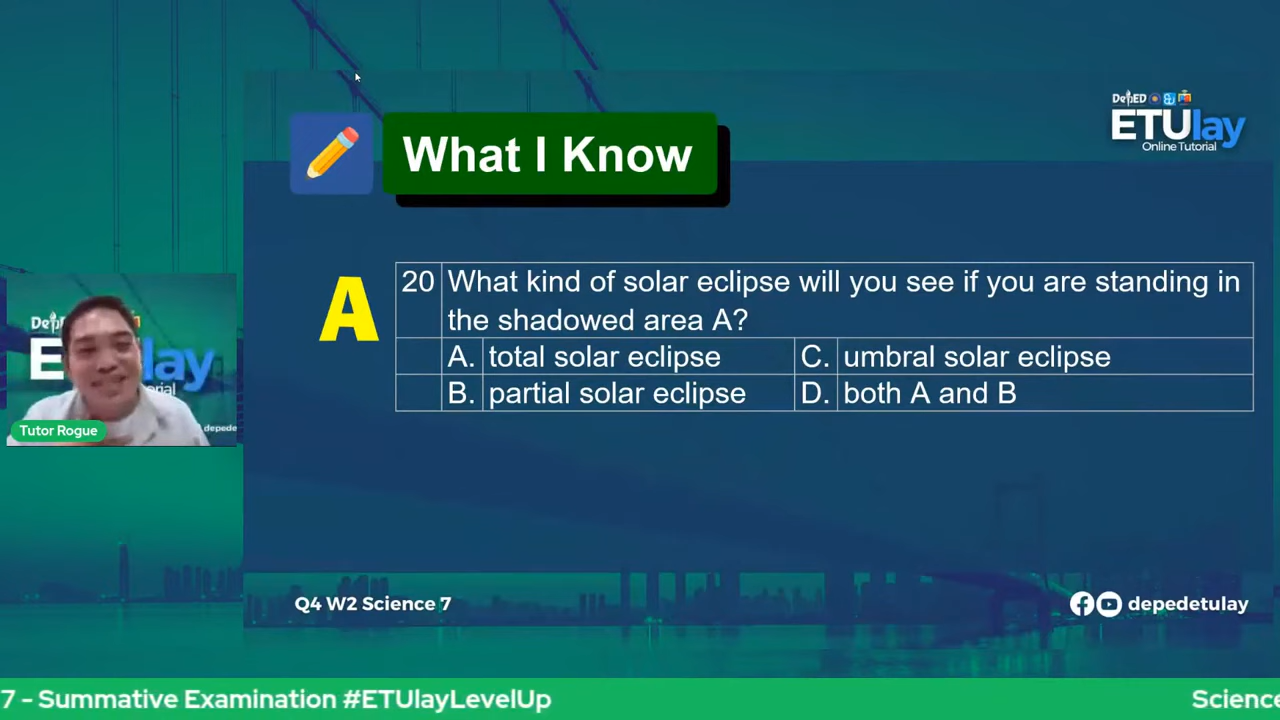 What I Know
DepED
ETUlay
Online Tutorial
A
20 What kind of solar eclipse will you see if you are standing in
the shadowed area A?
A. total solar eclipse C. umbral solar eclipse
B. partial solar eclipse D. both A and B
Tutor Rogue
Q4 W2 Science 7
depedetulay
7 - Summative Examination #ETUlayLevelUp
Science